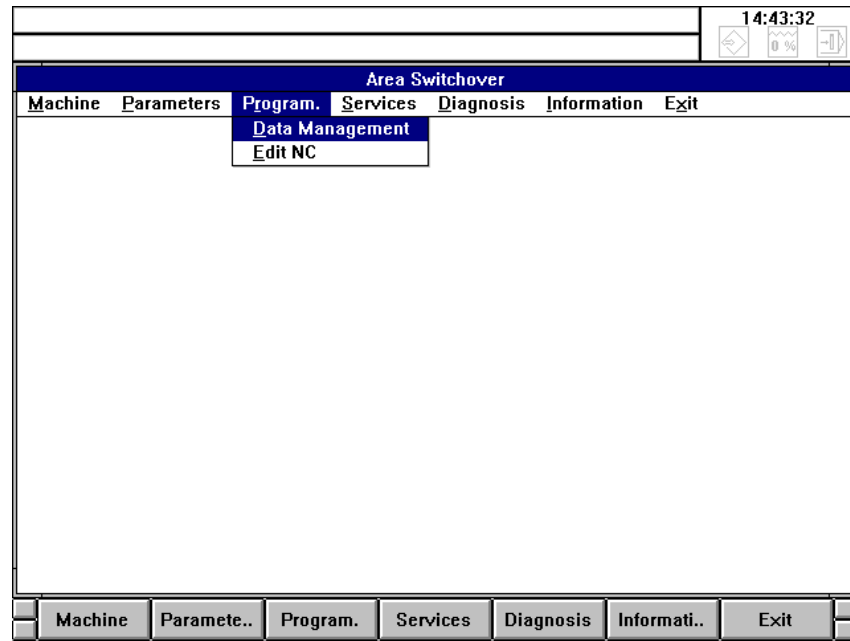 14:43:32
0 %
Area Switchover
Machine Parameters Program. Services Diagnosis Information Exit
Data Management
Edit NC
Machine Paramete.. Program. Services Diagnosis Informati.. Exit